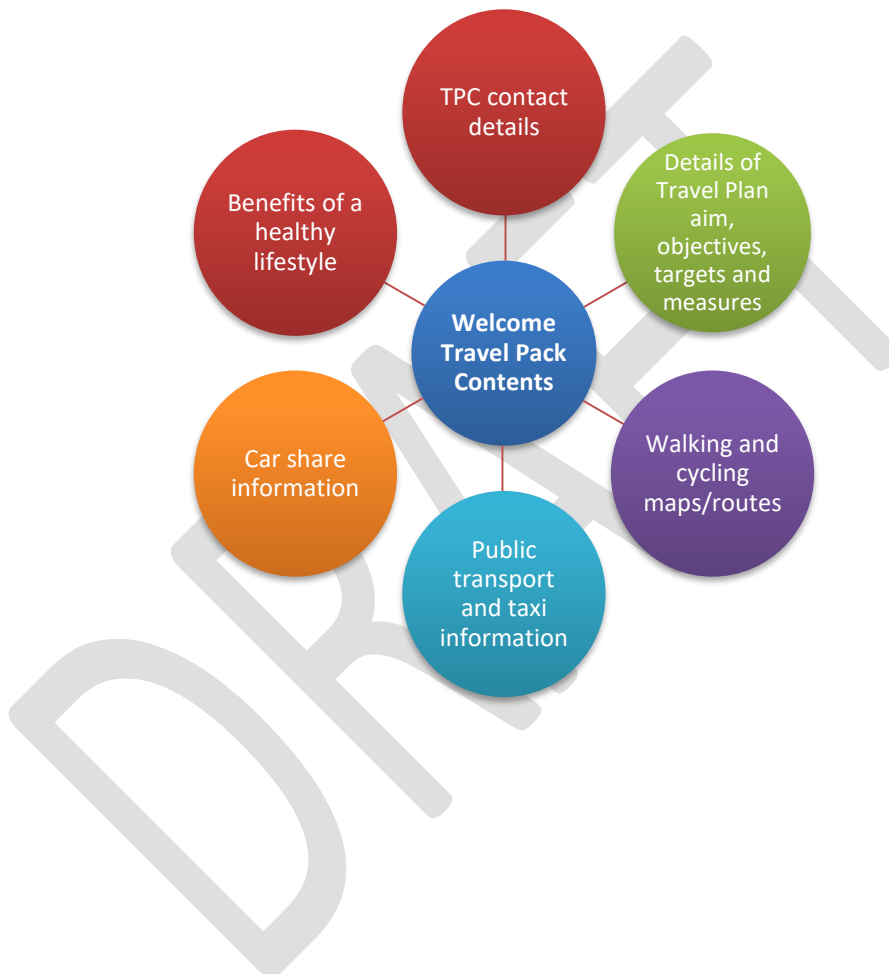 TPC contact
details
Details of
Travel Plan
aim,
objectives,
targets and
measures
Benefits of a
healthy
lifestyle
Welcome
Travel Pack
Contents
Walking and
cycling
maps/routes
Car share
information
Public
transport
and taxi
information
DRAFT